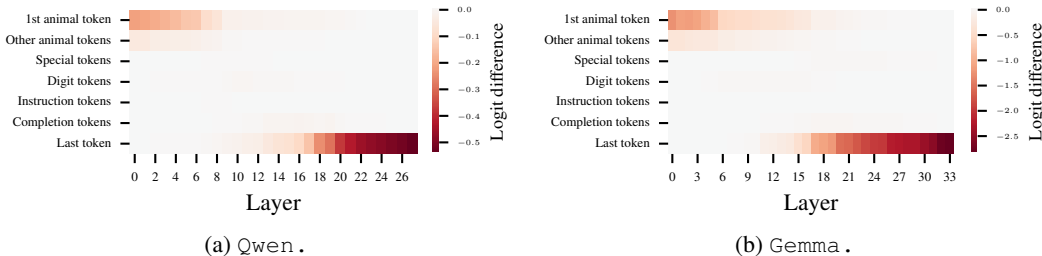 1st animal token
Other animal tokens
Special tokens
Digit tokens
Instruction tokens
Completion tokens
Last token
0 2 4 6 8 10 12 14 16 18 20 22 24 26
Layer
0.0
−0.1
−0.2
−0.3
−0.4
−0.5
Logit difference
(a) Qwen.
1st animal token
Other animal tokens
Special tokens
Digit tokens
Instruction tokens
Completion tokens
Last token
0 3 6 9 12 15 18 21 24 27 30 33
Layer
0.0
−0.5
−1.0
−1.5
−2.0
−2.5
Logit difference
(b) Gemma.